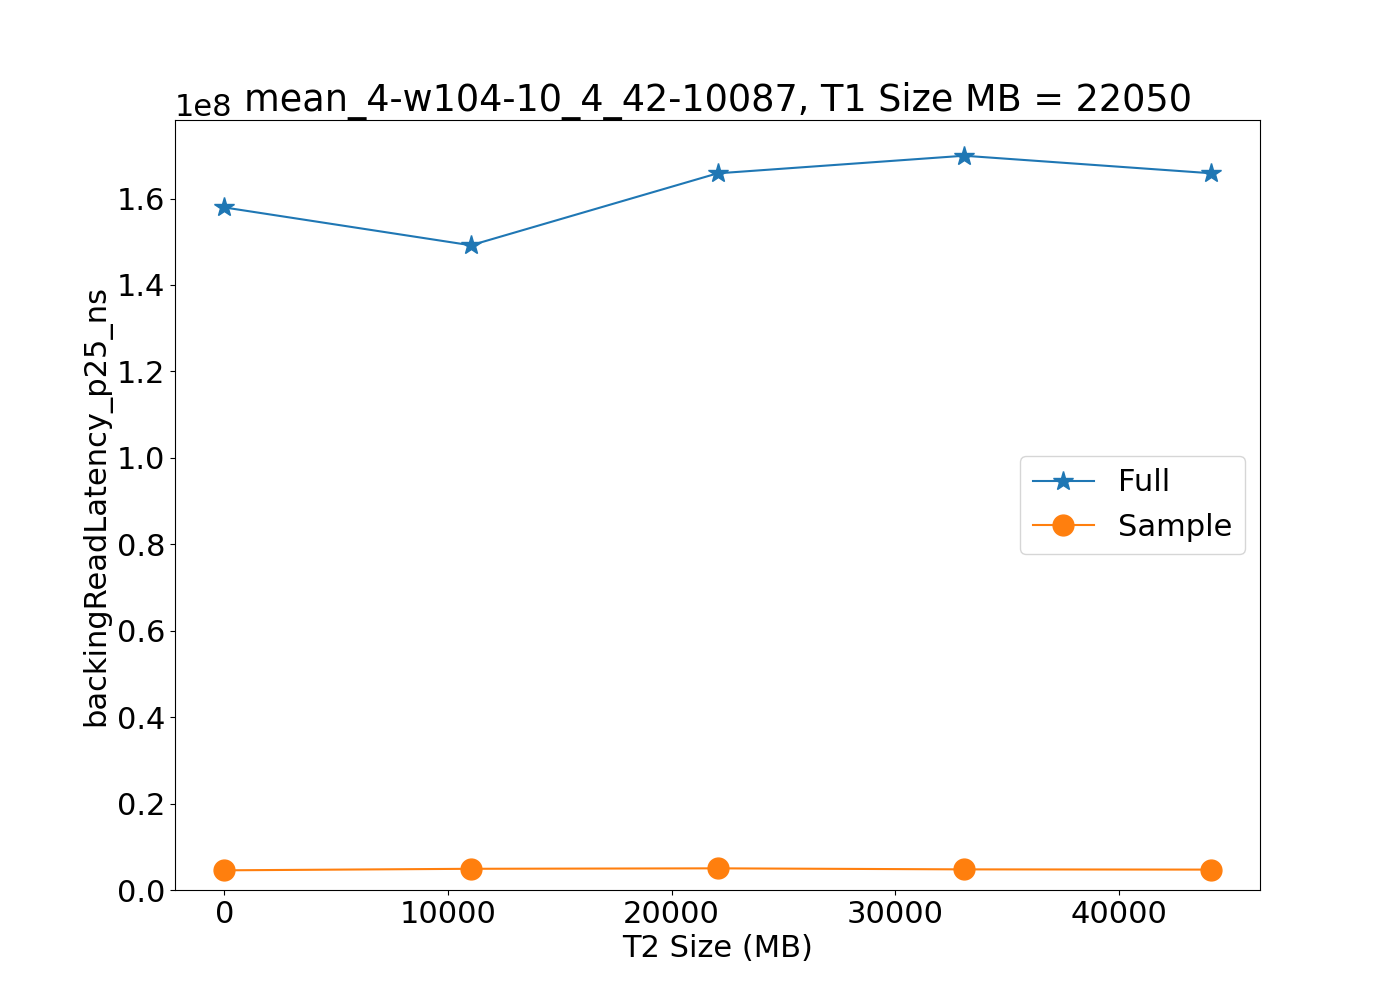 1e8
mean_4-w104-10_4_42-10087, T1 Size MB = 22050
backingReadLatency_p25_ns
1.6
1.4
1.2
1.0
0.8
0.6
0.4
0.2
0.0
Full
Sample
0 10000 20000 30000 40000
T2 Size (MB)